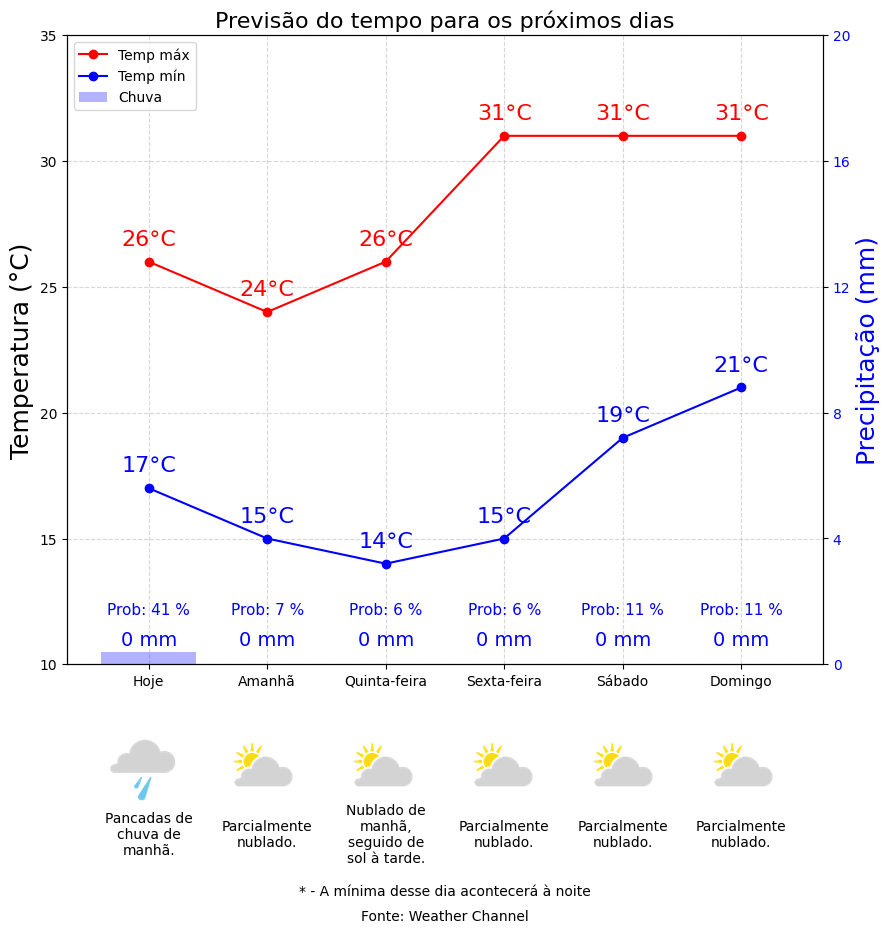 Previsão do tempo para os próximos dias
Temp máx
Temp mín
Chuva
Temperatura (°C)
Precipitação (mm)
35
30
25
20
15
10
20
16
12
8
4
0
26°C
24°C
26°C
31°C
31°C
31°C
17°C
15°C
14°C
15°C
19°C
21°C
Prob: 41 %
Prob: 7 %
Prob: 6 %
Prob: 6 %
Prob: 11 %
Prob: 11 %
0 mm
0 mm
0 mm
0 mm
0 mm
0 mm
Hoje
Amanhã
Quinta-feira
Sexta-feira
Sábado
Domingo
Pancadas de
chuva de
manhã.
Parcialmente
nublado.
Nublado de
manhã,
seguido de
sol à tarde.
Parcialmente
nublado.
Parcialmente
nublado.
Parcialmente
nublado.
* - A mínima desse dia acontecerá à noite
Fonte: Weather Channel